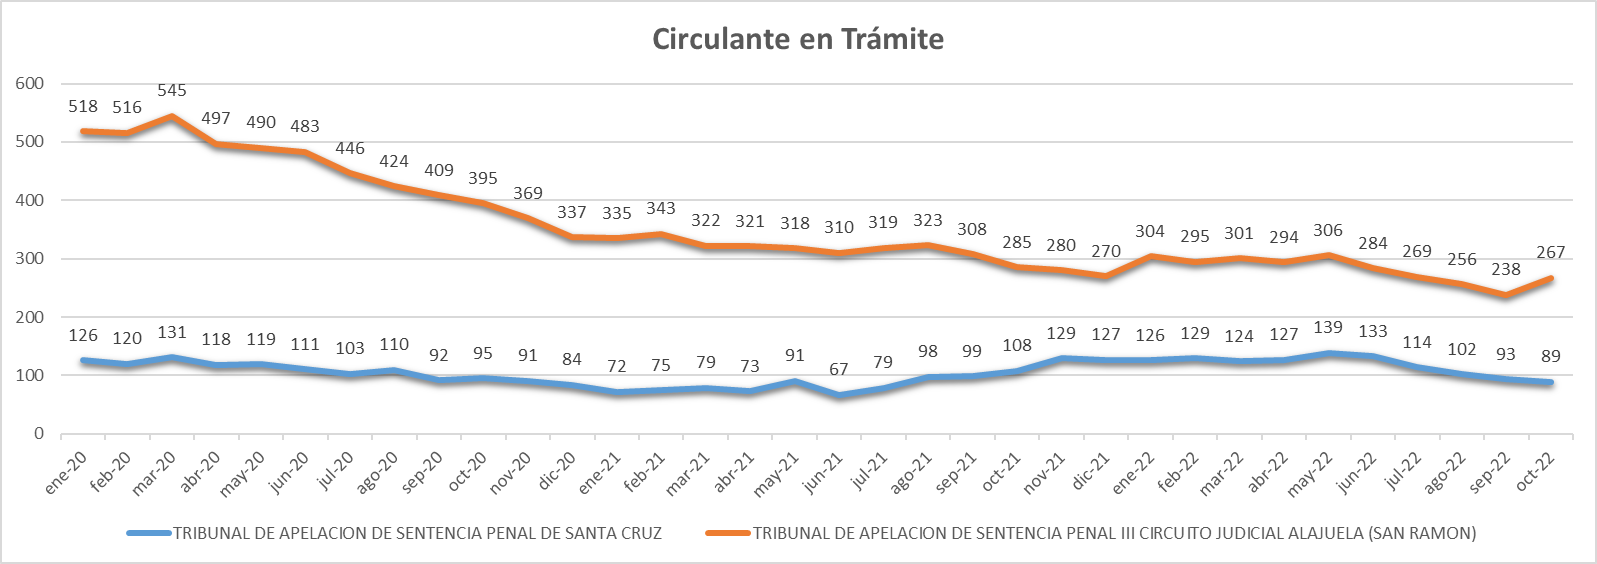 Circulante en Trámite
600
500
400
300
200
100
0
518 516 545 497 490 483 446 424 409 395 369 337 335 343 322 321 318 310 319 323 308 285 280 270 304 295 301 294 306 284 269 256 238 267
126 120 131 118 119 111 103 110 92 95 91 84 72 75 79 73 91 67 79 98 99 108 129 127 126 129 124 127 139 133 114 102 93 89
ene-20 feb-20 mar-20 abr-20 may-20 jun-20 jul-20 ago-20 sep-20 oct-20 nov-20 dic-20 ene-21 feb-21 mar-21 abr-21 may-21 jun-21 jul-21 ago-21 sep-21 oct-21 nov-21 dic-21 ene-22 feb-22 mar-22 abr-22 may-22 jun-22 jul-22 ago-22 sep-22 oct-22
TRIBUNAL DE APELACION DE SENTENCIA PENAL DE SANTA CRUZ
TRIBUNAL DE APELACION DE SENTENCIA PENAL III CIRCUITO JUDICIAL ALAJUELA (SAN RAMON)